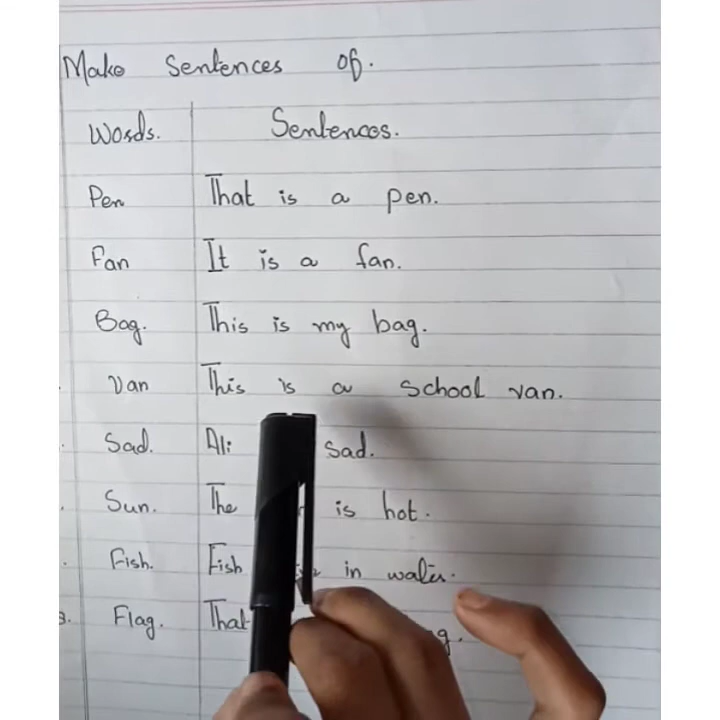 Make Sentences of.
Words. Sentences.
Pen That is a pen.
Fan It is a fan.
Bag. This is my bag.
Van This is a school van.
Sad. Ali sad.
Sun. The is hot.
Fish. Fish in water.
Flag. That